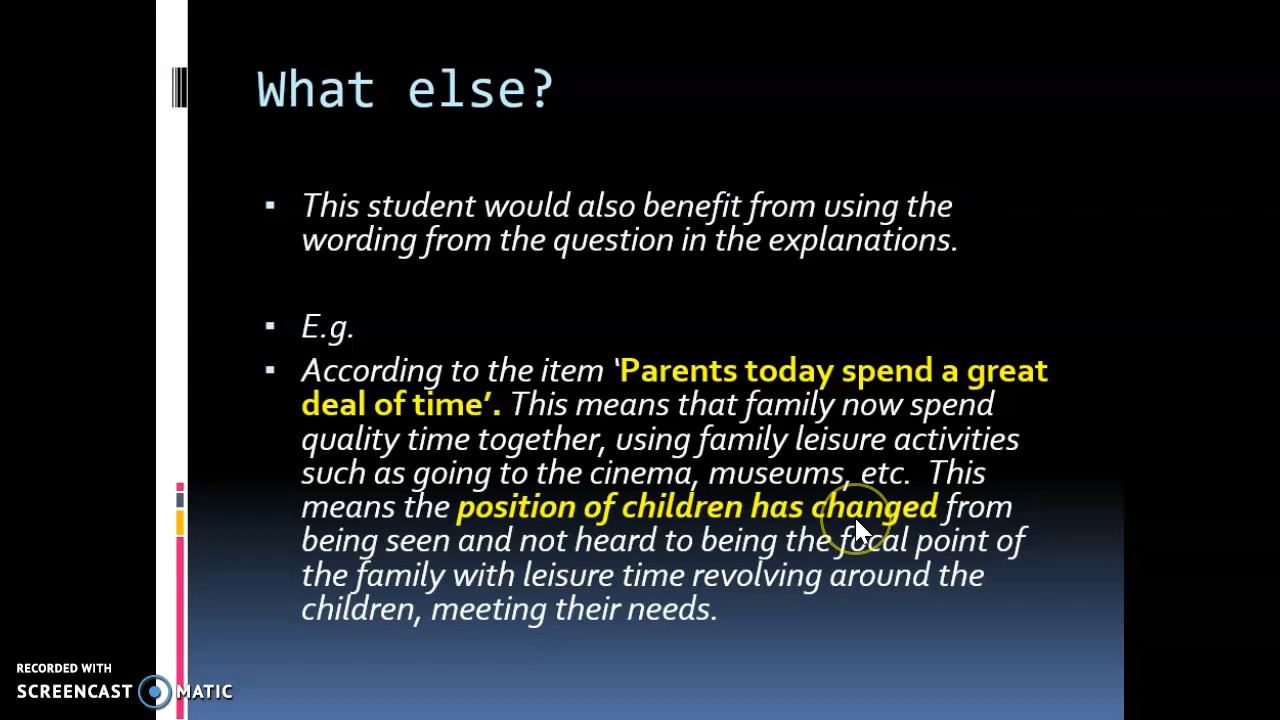 What else?
This student would also benefit from using the
wording from the question in the explanations.
E.g.
According to the item ‘Parents today spend a great
deal of time’. This means that family now spend
quality time together, using family leisure activities
such as going to the cinema, museums, etc.  This
means the position of children has changed from
being seen and not heard to being the focal point of
the family with leisure time revolving around the
children, meeting their needs.
RECORDED WITH
SCREENCAST MATIC